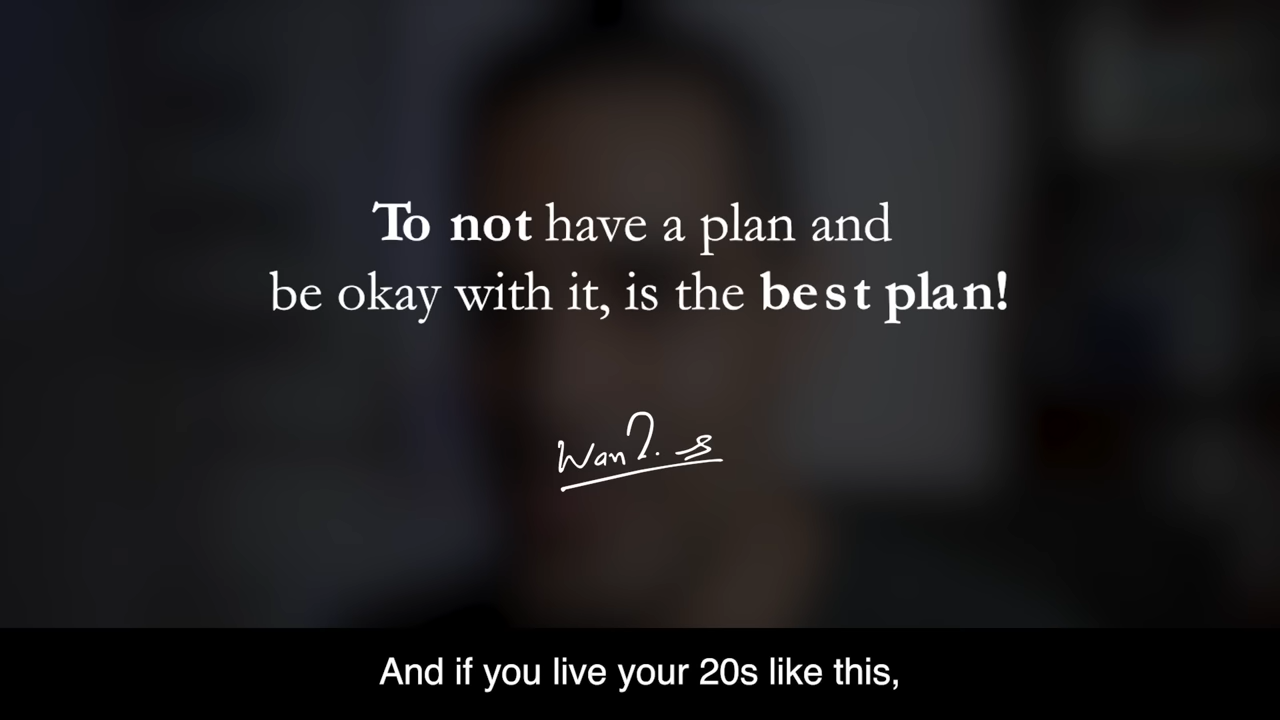 To not have a plan and
be okay with it, is the best plan!
And if you live your 20s like this,